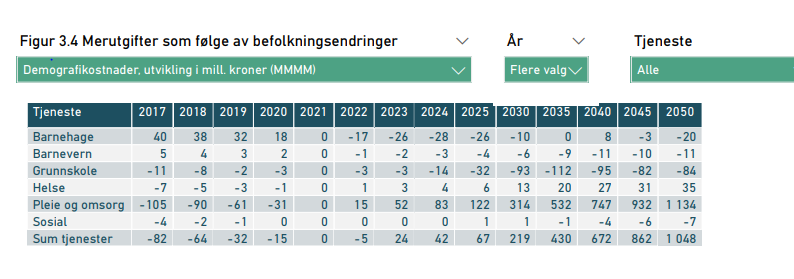 Figur 3.4 Merutgifter som følge av befolkningsendringer År Tjeneste
Demografikostnader, utvikling i mill. kroner (MMMM) Flere valg Alle
Tjeneste 2017 2018 2019 2020 2021 2022 2023 2024 2025 2030 2035 2040 2045 2050
Barnehage 40 38 32 18 0 -17 -26 -28 -26 -10 0 8 -3 -20
Barnevern 5 4 3 2 0 -1 -2 -3 -4 -6 -9 -11 -10 -11
Grunnskole -11 -8 -2 -3 0 -3 -3 -14 -32 -93 -112 -95 -82 -84
Helse -7 -5 -3 -1 0 1 3 4 6 13 20 27 31 35
Pleie og omsorg -105 -90 -61 -31 0 15 52 83 122 314 532 747 932 1 134
Sosial -4 -2 -1 0 0 0 0 0 1 1 -1 -4 -6 -7
Sum tjenester -82 -64 -32 -15 0 -5 24 42 67 219 430 672 862 1 048